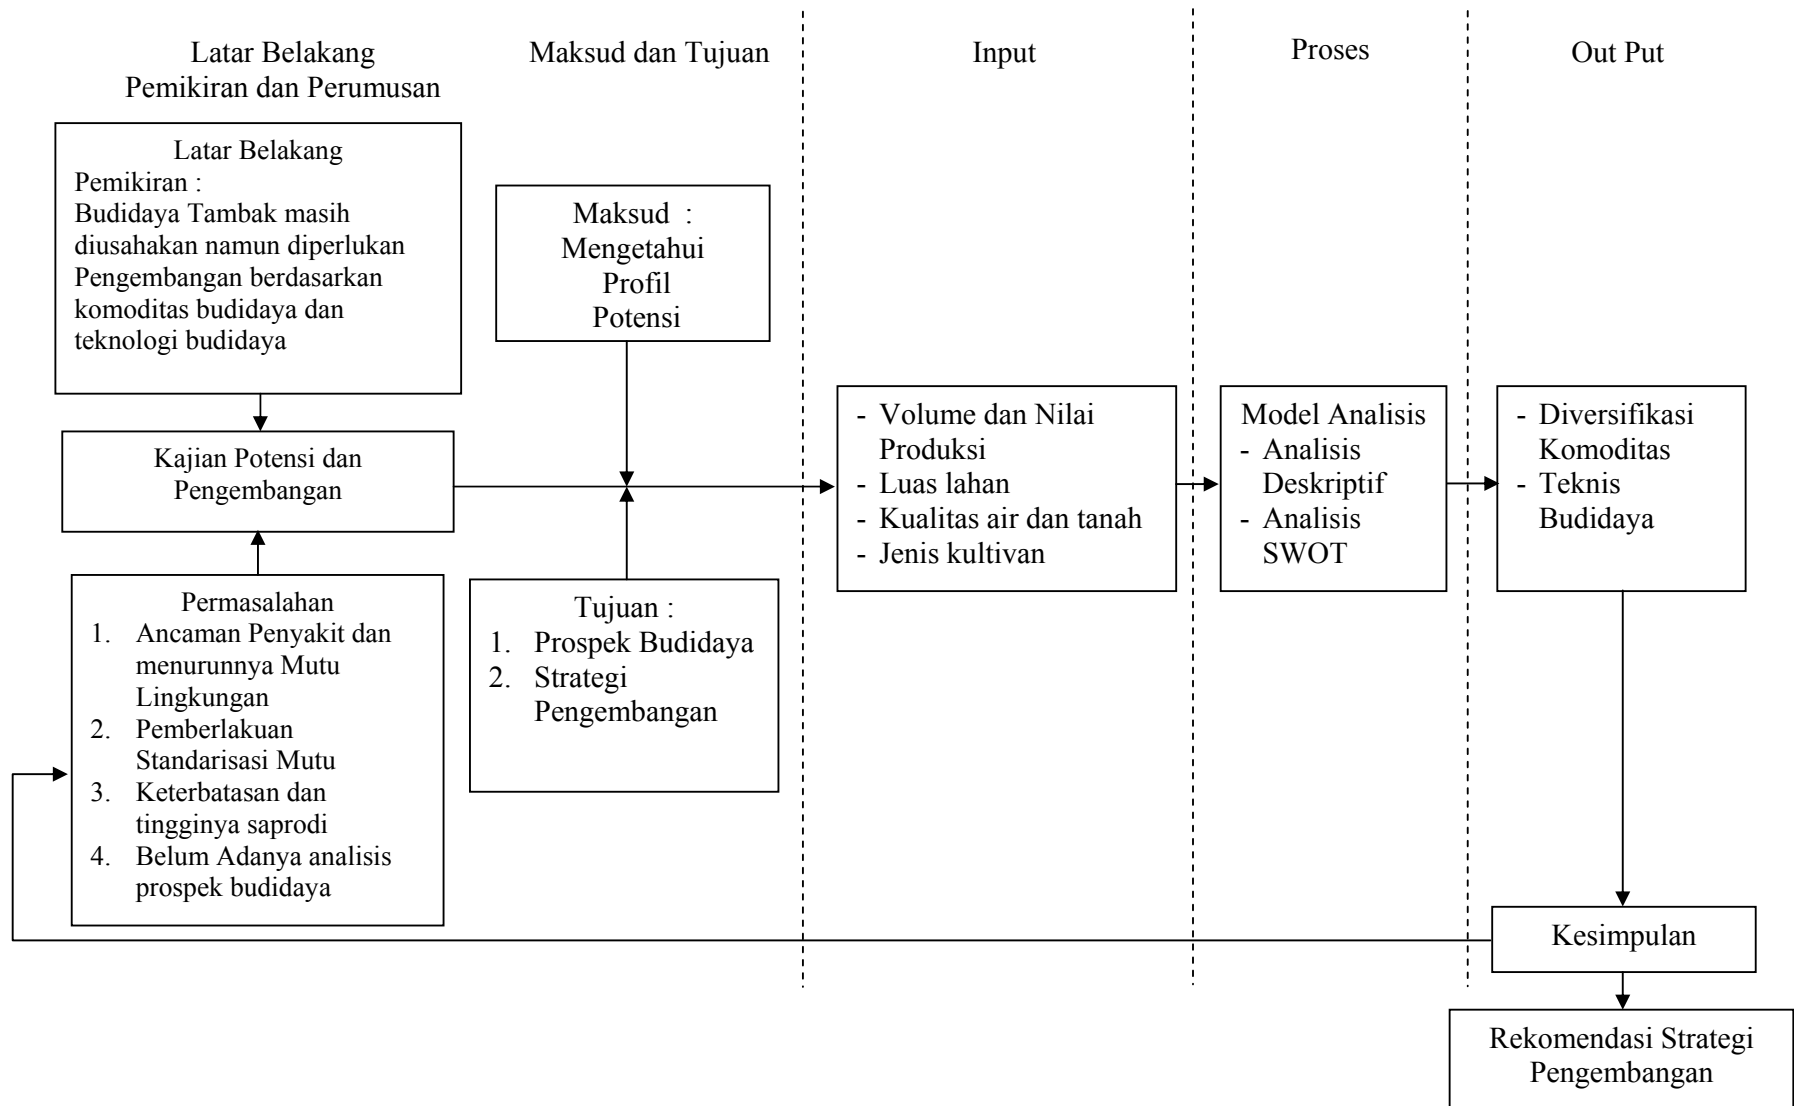 Latar Belakang
Pemikiran dan Perumusan
Maksud dan Tujuan
Input
Proses
Out Put
Latar Belakang
Pemikiran :
Budidaya Tambak masih
diusahakan namun diperlukan
Pengembangan berdasarkan
komoditas budidaya dan
teknologi budidaya
Kajian Potensi dan
Pengembangan
Permasalahan
1. Ancaman Penyakit dan
menurunnya Mutu
Lingkungan
2. Pemberlakuan
Standarisasi Mutu
3. Keterbatasan dan
tingginya saprodi
4. Belum Adanya analisis
prospek budidaya
Maksud :
Mengetahui
Profil
Potensi
Tujuan :
1. Prospek Budidaya
2. Strategi
Pengembangan
- Volume dan Nilai
Produksi
- Luas lahan
- Kualitas air dan tanah
- Jenis kultivan
Model Analisis
- Analisis
Deskriptif
- Analisis
SWOT
- Diversifikasi
Komoditas
- Teknis
Budidaya
Kesimpulan
Rekomendasi Strategi
Pengembangan